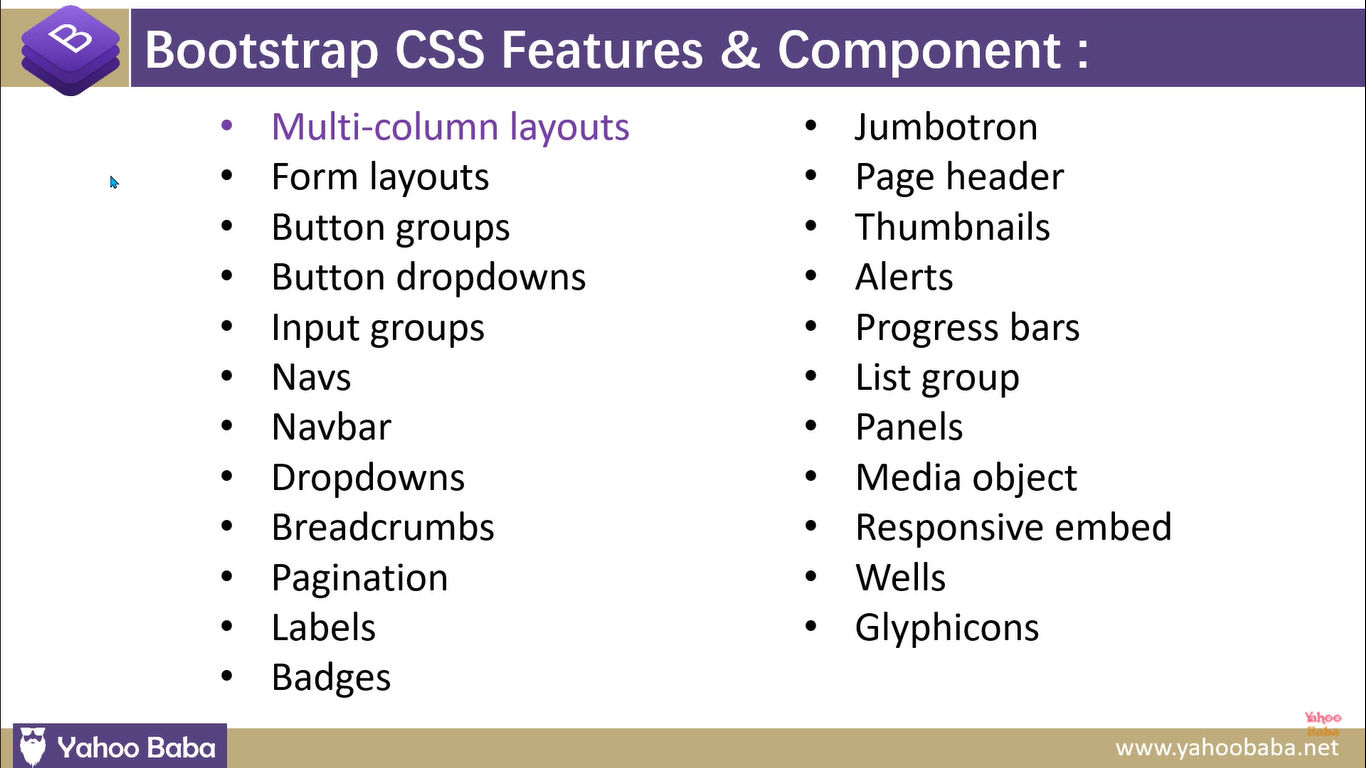 B
Bootstrap CSS Features & Component :
• Multi-column layouts
• Form layouts
• Button groups
• Button dropdowns
• Input groups
• Navs
• Navbar
• Dropdowns
• Breadcrumbs
• Pagination
• Labels
• Badges
• Jumbotron
• Page header
• Thumbnails
• Alerts
• Progress bars
• List group
• Panels
• Media object
• Responsive embed
• Wells
• Glyphicons
Yahoo Baba
Yahoo
Baba
www.yahoobaba.net